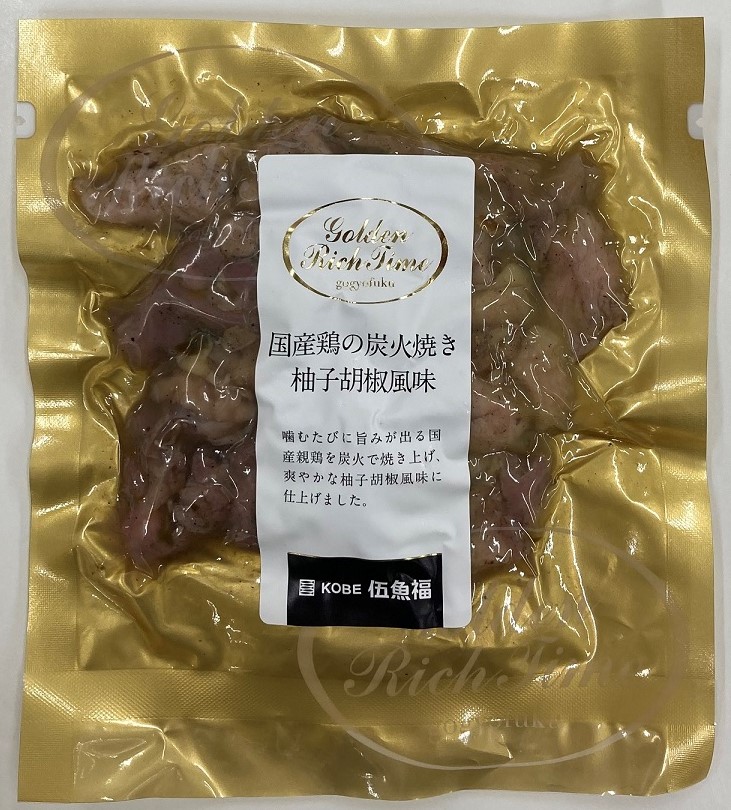 Golden
Rich Time
gogyofuku
国産鶏の炭火焼き
柚子胡椒風味
噛むたびに旨みが出る国
産親鶏を炭火で焼き上げ、
爽やかな柚子胡椒風味に
仕上げました。
KOBE 伍魚福
Rich Time